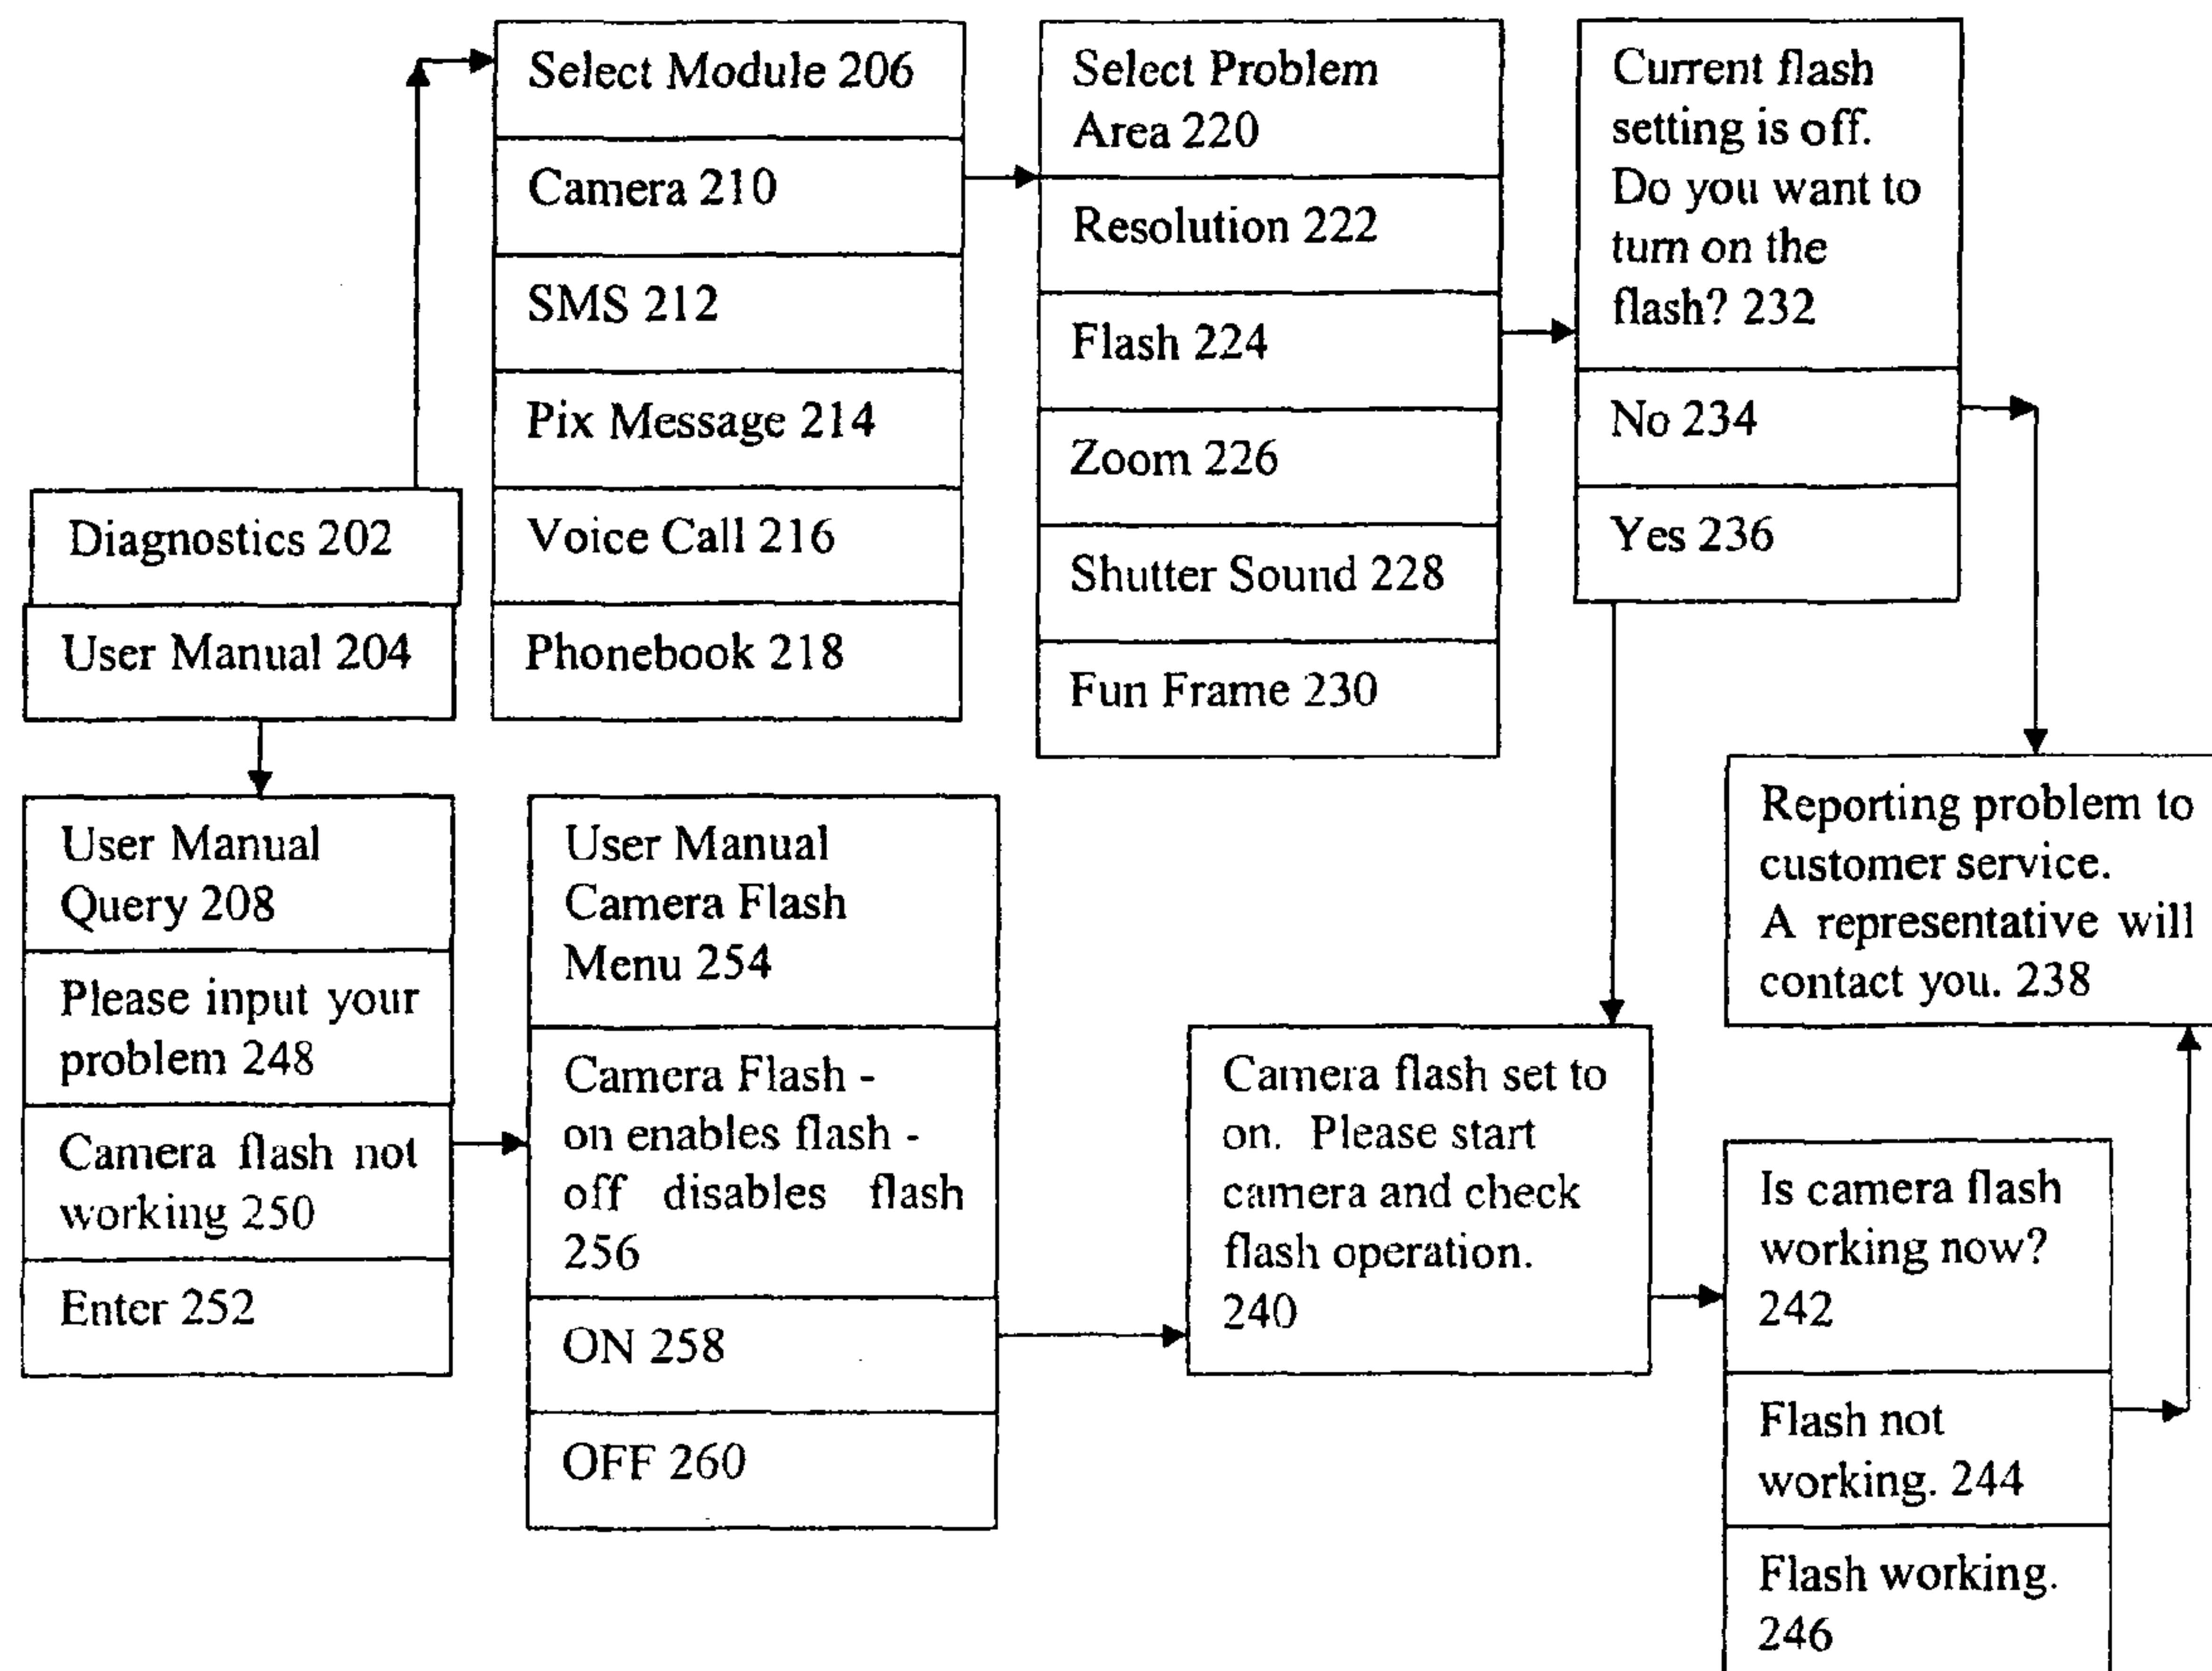 Select Module 206
Camera 210
SMS 212
Pix Message 214
Voice Call 216
Phonebook 218
Select Problem
Area 220
Resolution 222
Flash 224
Zoom 226
Shutter Sound 228
Fun Frame 230
Current flash
setting is off.
Do you want to
turn on the
flash? 232
No 234
Yes 236
Diagnostics 202
User Manual 204
User Manual
Query 208
Please input your
problem 248
Camera flash not
working 250
Enter 252
User Manual
Camera Flash
Menu 254
Camera Flash -
on enables flash -
off disables flash
256
ON 258
OFF 260
Camera flash set to
on. Please start
camera and check
flash operation.
240
Reporting problem to
customer service.
A representative will
contact you. 238
Is camera flash
working now?
242
Flash not
working. 244
Flash working.
246